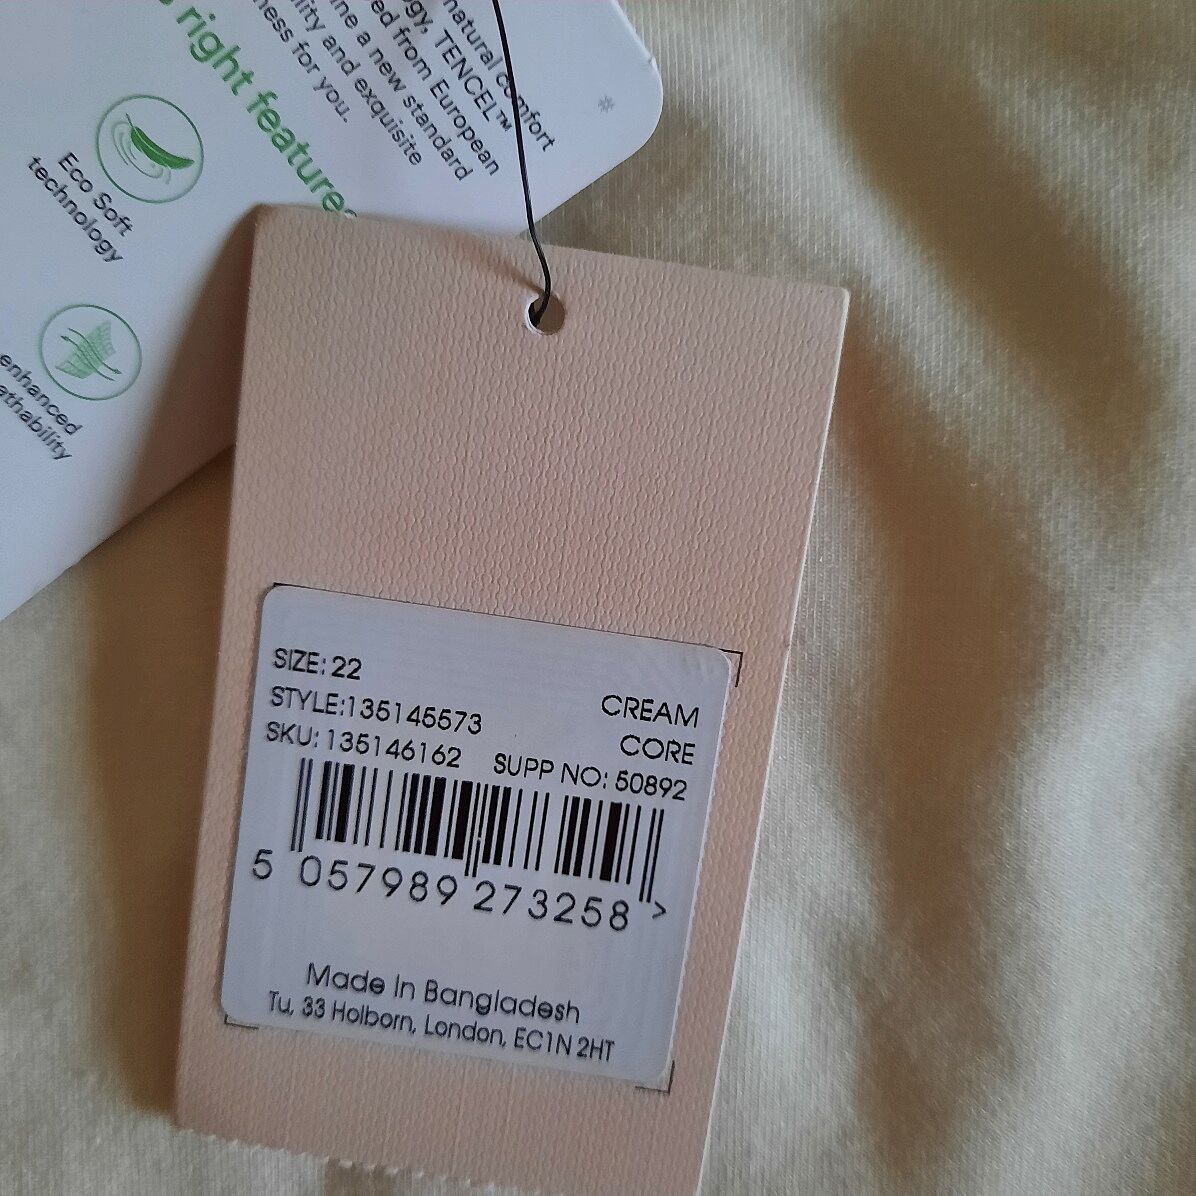 natural comfort
gy, TENCEL™
ed from European
ne a new standard
lity and exquisite
ness for you.
right features
Eco Soft
technology
enhanced
athability
SIZE: 22
STYLE:135145573
CREAM
SKU: 135146162
CORE
SUPP NO: 50892
5 057989 273258 >
Made In Bangladesh
Tu, 33 Holborn, London, EC1N 2HT